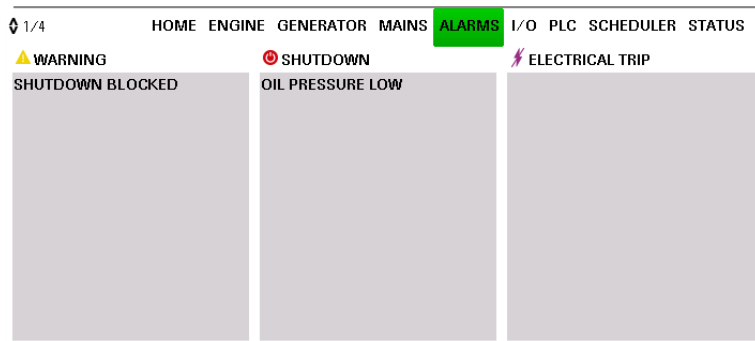 1/4 HOME ENGINE GENERATOR MAINS ALARMS I/O PLC SCHEDULER STATUS
WARNING SHUTDOWN ELECTRICAL TRIP
SHUTDOWN BLOCKED OIL PRESSURE LOW